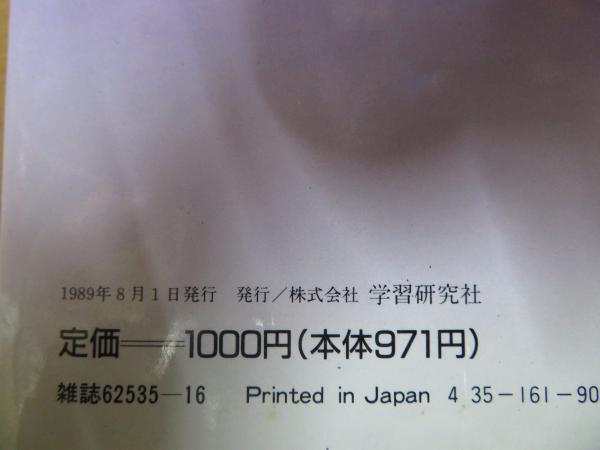 1989年8月1日発行　発行／株式会社 学習研究社
定価━━1000円(本体971円)
雑誌62535―16　Printed in Japan 4 35－161－90